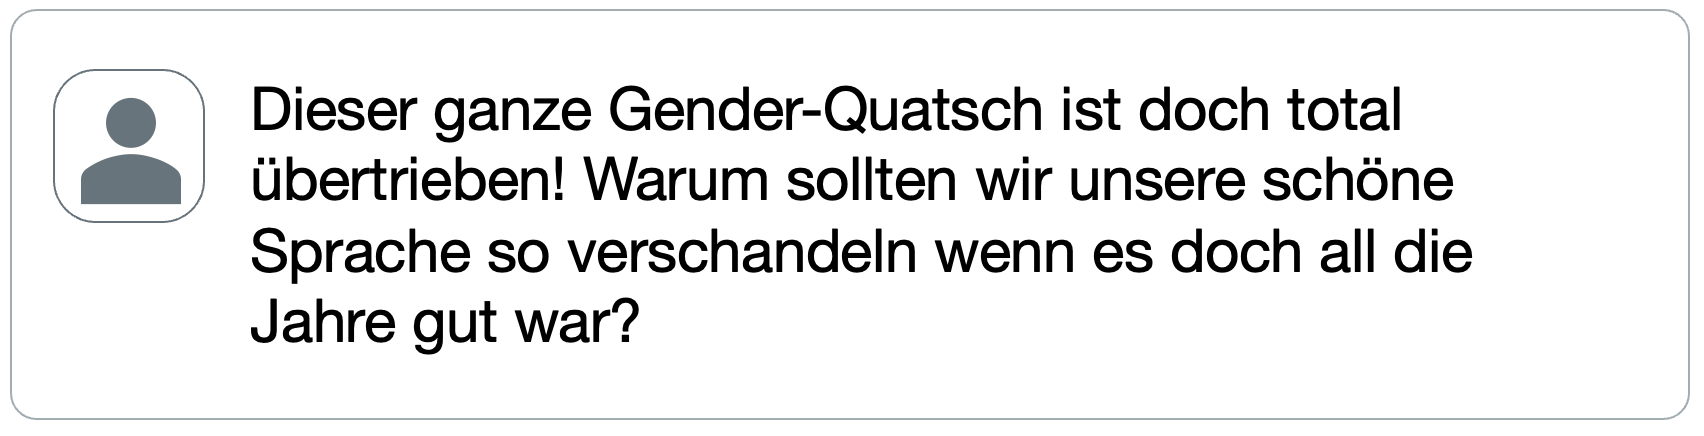 Dieser ganze Gender-Quatsch ist doch total
übertrieben! Warum sollten wir unsere schöne
Sprache so verschandeln wenn es doch all die
Jahre gut war?